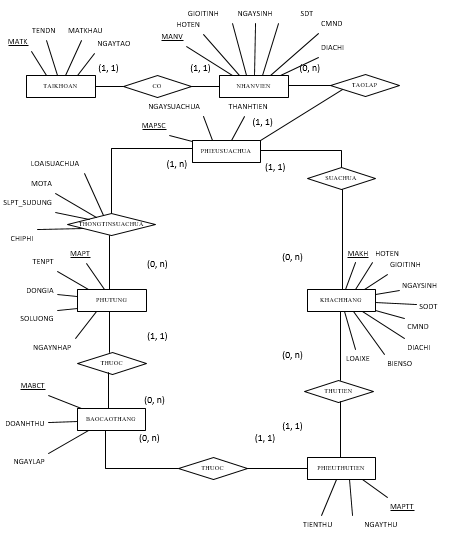 GIOITINH NGAYSINH SDT
TENDN MATKHAU HOTEN CMND
MATK NGAYTAO MANV DIACHI
(1, 1) (1, 1) (0, n)
TAIKHOAN CO NHANVIEN TAOLAP
NGAYSUACHUA THANHTIEN
MAPSC (1, 1)
PHIEUSUACHUA
LOAISUACHUA (1, n) (1, 1)
MOTA SUACHUA
SLPT_SUDUNG
THONGTINSUACHUA
CHIPHI
MAPT (0, n) MAKH HOTEN
TENPT (0, n) GIOITINH
DONGIA PHUTUNG KHACHHANG NGAYSINH
SOLUONG SODT
CMND
NGAYNHAP (1, 1) DIACHI
THUOC (0, n) LOAIXE BIENSO
MABCT (0, n) THUTIEN
DOANHTHU BAOCAOTHANG
(0, n) (1, 1) (1, 1)
NGAYLAP THUOC PHIEUTHUTIEN
MAPTT
TIENTHU NGAYTHU